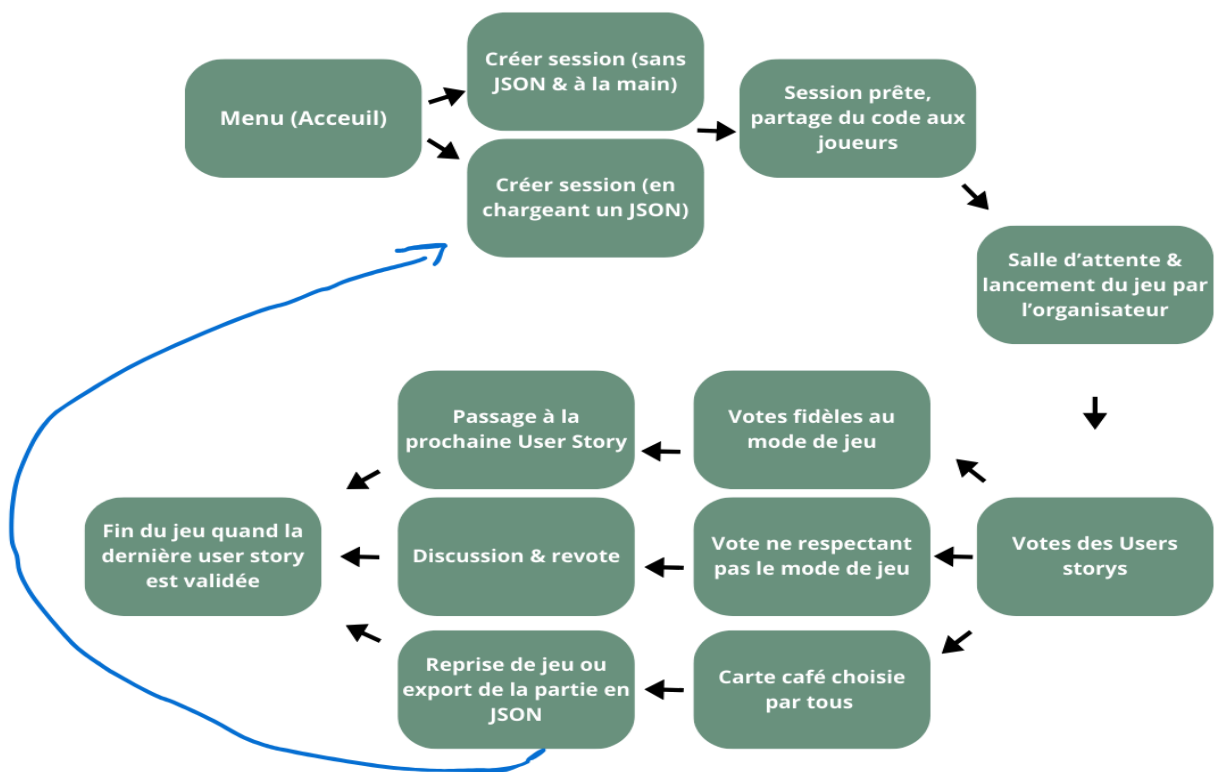 Menu (Acceuil)
Créer session (sans
JSON & à la main)
Créer session (en
chargeant un JSON)
Session prête,
partage du code aux
joueurs
Salle d'attente &
lancement du jeu par
l'organisateur
Votes des Users
storys
Votes fidèles au
mode de jeu
Passage à la
prochaine User Story
Vote ne respectant
pas le mode de jeu
Discussion & revote
Carte café choisie
par tous
Reprise de jeu ou
export de la partie en
JSON
Fin du jeu quand la
dernière user story
est validée